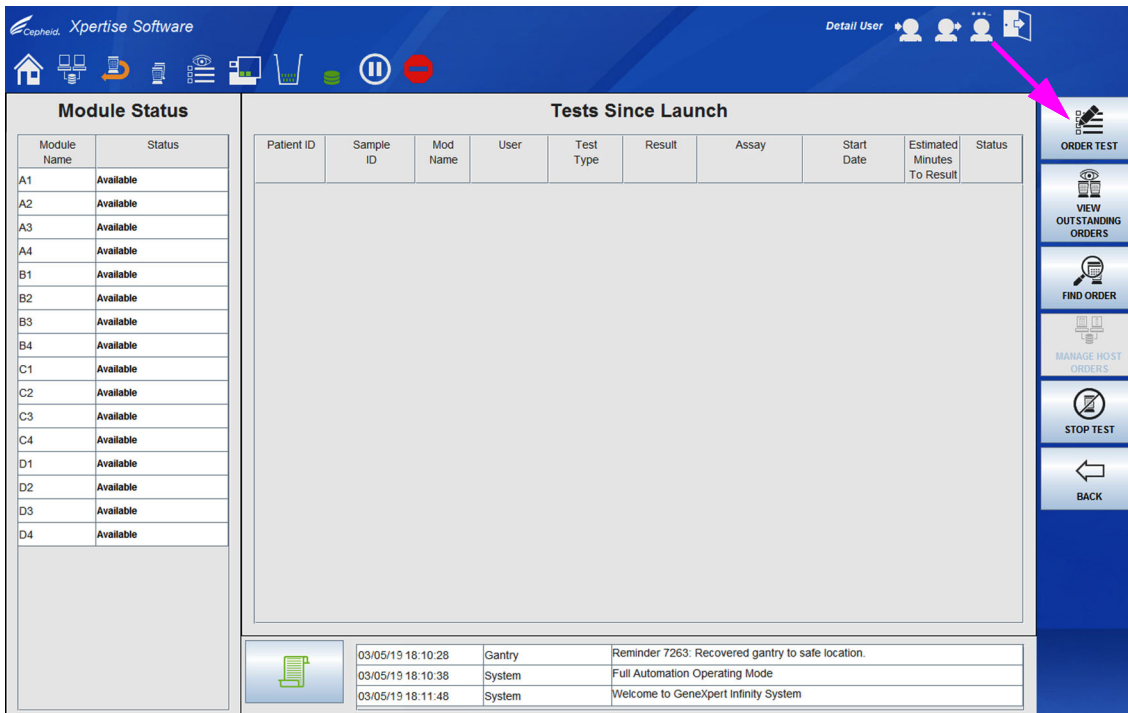 Cepheid. Xpertise Software
Detail User
Module Status
Module Name
Status
A1 Available
A2 Available
A3 Available
A4 Available
B1 Available
B2 Available
B3 Available
B4 Available
C1 Available
C2 Available
C3 Available
C4 Available
D1 Available
D2 Available
D3 Available
D4 Available
Tests Since Launch
Patient ID
Sample ID
Mod Name
User
Test Type
Result
Assay
Start Date
Estimated Minutes To Result
Status
03/05/19 18:10:28 Gantry Reminder 7263: Recovered gantry to safe location.
03/05/19 18:10:38 System Full Automation Operating Mode
03/05/19 18:11:48 System Welcome to GeneXpert Infinity System
ORDER TEST
VIEW
OUTSTANDING
ORDERS
FIND ORDER
MANAGE HOST
ORDERS
STOP TEST
BACK